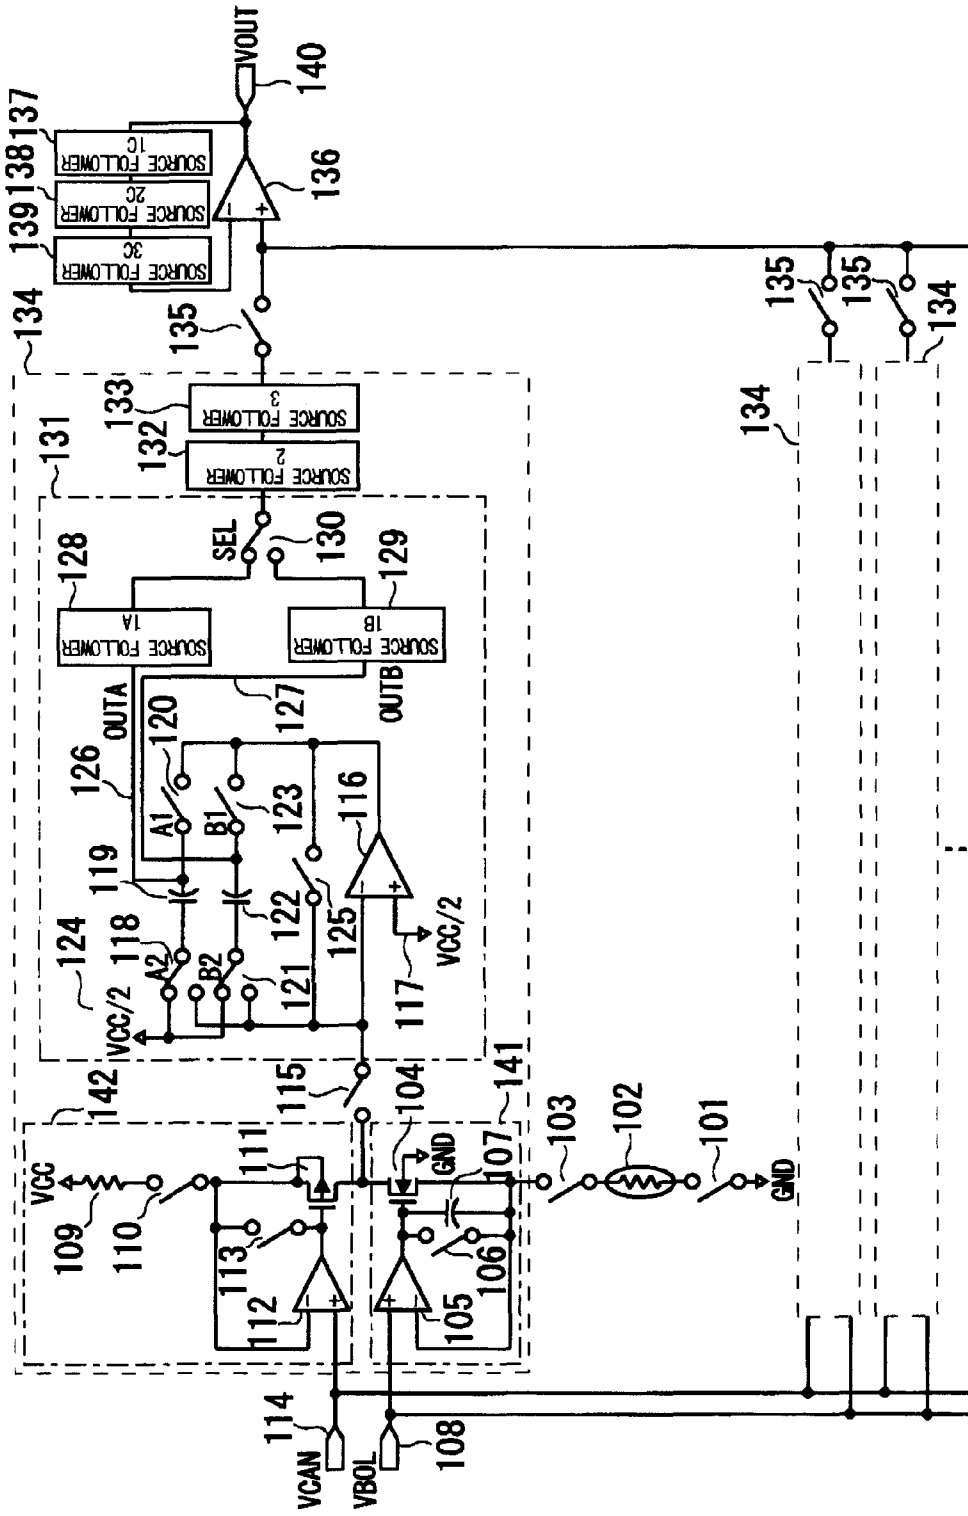 VOUT
140
137
138
139
SOURCE FOLLOWER
1C
SOURCE FOLLOWER
2C
SOURCE FOLLOWER
3C
136
134
135
133
SOURCE FOLLOWER
3
132
SOURCE FOLLOWER
2
131
SEL
130
128
SOURCE FOLLOWER
1A
129
SOURCE FOLLOWER
1B
OUTA
OUTB
127
126
120
A1
B1
123
116
119
122
125
124
118
A2
B2
121
VCC/2
117
VCC/2
115
142
VCC
109
110
111
113
112
141
104
GND
107
106
105
103
102
101
GND
114
VCAN
VBOL
108
135
135
134
134